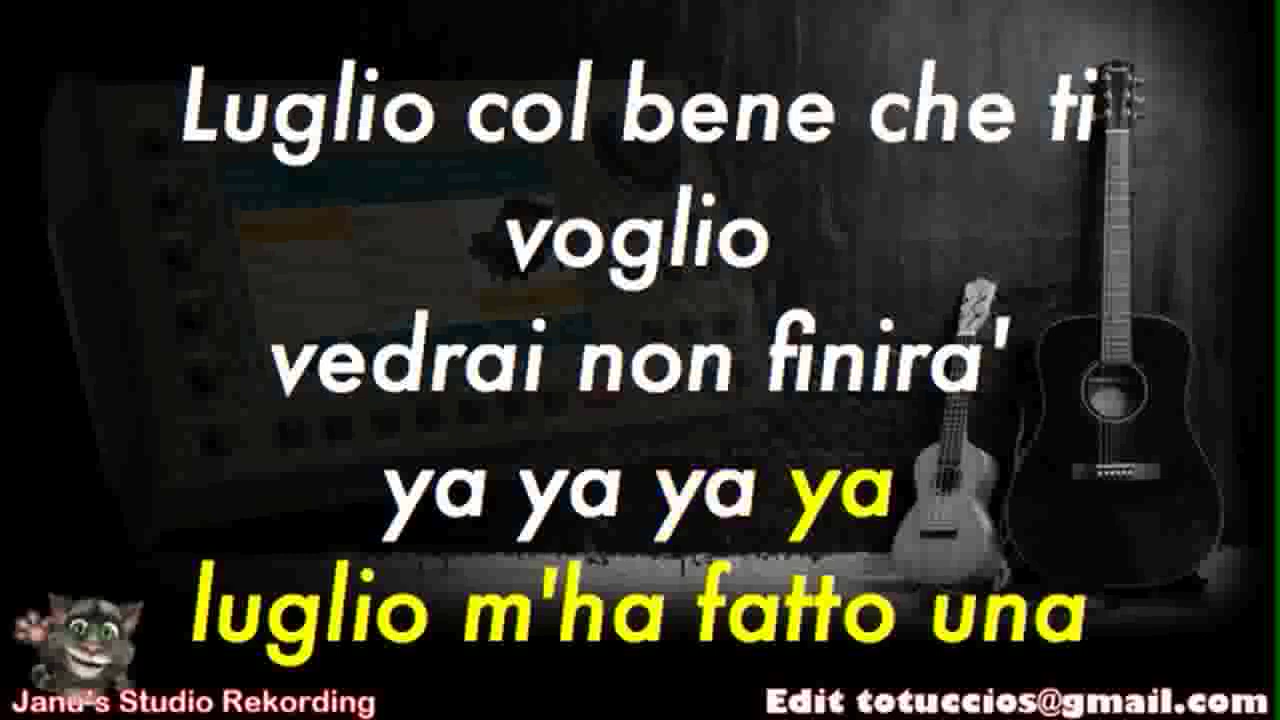 Luglio col bene che ti
voglio
vedrai non finira'
ya ya ya ya
luglio m'ha fatto una
Janu's Studio Rekording
Edit totuccios@gmail.com